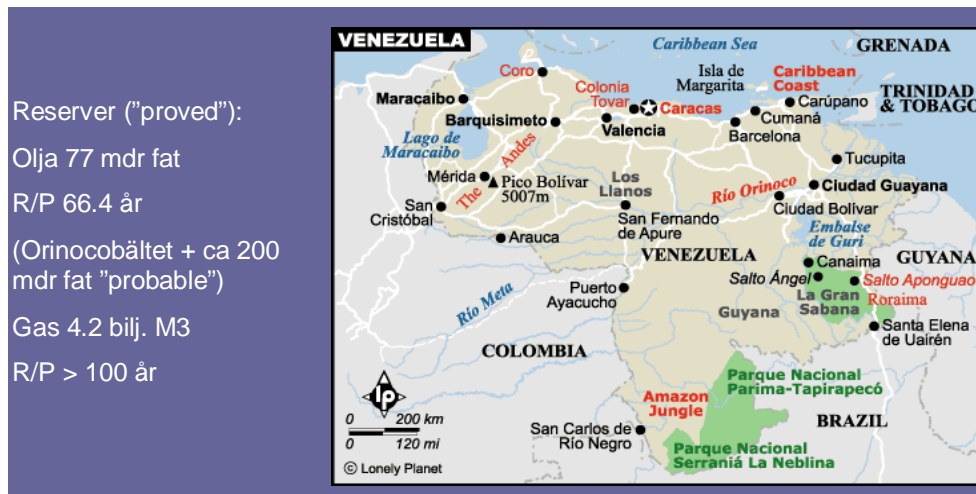 Reserver ("proved"):
Olja 77 mdr fat
R/P 66.4 år
(Orinocobältet + ca 200
mdr fat "probable")
Gas 4.2 bilj. M3
R/P > 100 år
VENEZUELA
Caribbean Sea
GRENADA
Coro
Colonia
Tovar
Caracas
Isla de
Margarita
Caribbean
Coast
TRINIDAD
& TOBAGO
Maracaibo
Carúpano
Cumaná
Barquisimeto
Valencia
Barcelona
Lago de
Maracaibo
The Andes
Tucupita
Mérida
Pico Bolívar
5007m
Los
Llanos
Río Orinoco
Ciudad Guayana
San
Cristóbal
San Fernando
de Apure
Ciudad Bolívar
Arauca
Embalse
de Guri
VENEZUELA
Canaima
GUYANA
Salto Ángel
Salto Aponguao
Puerto
Ayacucho
La Gran
Sabana
Roraima
Río Meta
Guyana
Santa Elena
de Uairén
COLOMBIA
Parque Nacional
Parima-Tapirapecó
lp
Amazon
Jungle
BRAZIL
0 200 km
0 120 mi
San Carlos de
Río Negro
Parque Nacional
Serraniá La Neblina
© Lonely Planet